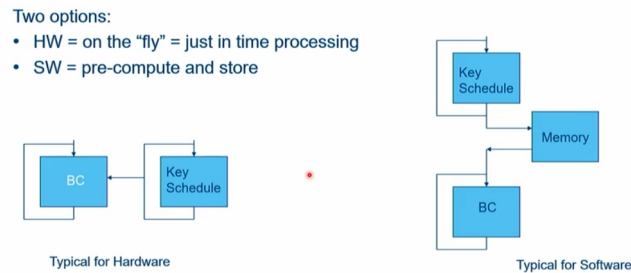 Two options:
• HW = on the “fly” = just in time processing
• SW = pre-compute and store
BC
Key
Schedule
Typical for Hardware
Key
Schedule
Memory
BC
Typical for Software